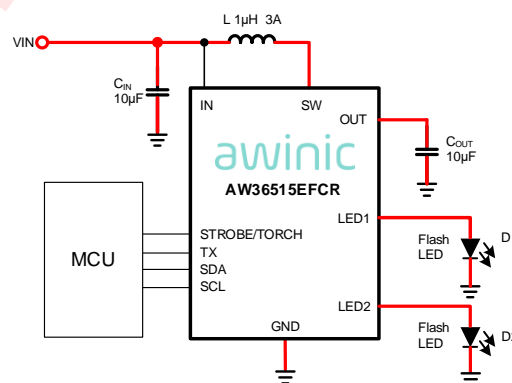 L 1µH 3A
VIN
CIN
10µF
IN
SW
OUT
COUT
10µF
awinic
AW36515EFCR
MCU
STROBE/TORCH
TX
SDA
SCL
LED1
Flash
LED
D
LED2
Flash
LED
GND